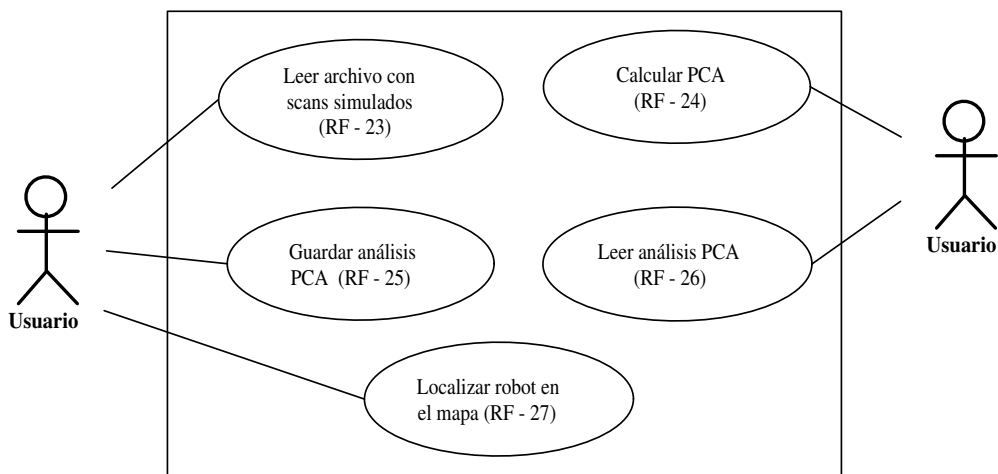 Leer archivo con
scans simulados
(RF - 23)
Calcular PCA
(RF - 24)
Usuario
Guardar análisis
PCA (RF - 25)
Leer análisis PCA
(RF - 26)
Usuario
Localizar robot en
el mapa (RF - 27)